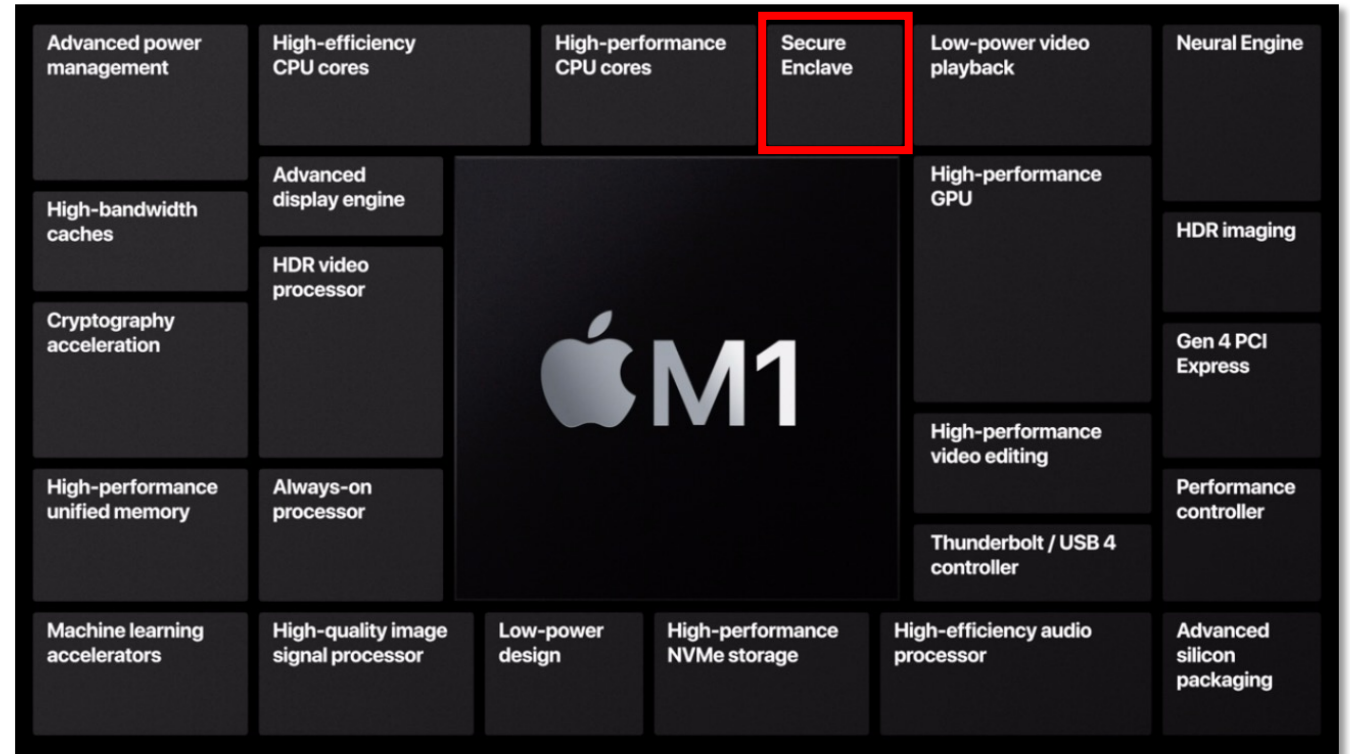 Advanced power
management
High-efficiency
CPU cores
High-performance
CPU cores
Secure
Enclave
Low-power video
playback
Neural Engine
High-bandwidth
caches
Advanced
display engine
High-performance
GPU
HDR imaging
HDR video
processor
Cryptography
acceleration
M1
Gen 4 PCI
Express
High-performance
video editing
High-performance
unified memory
Always-on
processor
Performance
controller
Thunderbolt / USB 4
controller
Machine learning
accelerators
High-quality image
signal processor
Low-power
design
High-performance
NVMe storage
High-efficiency audio
processor
Advanced
silicon
packaging